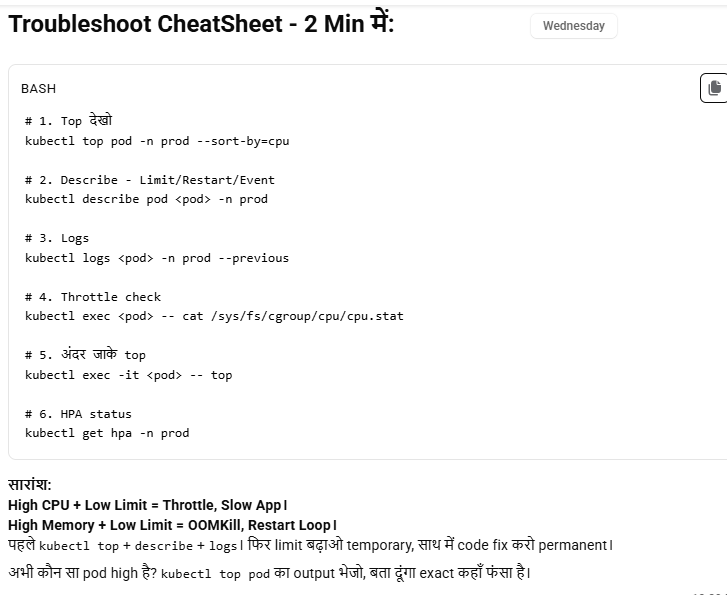 Troubleshoot CheatSheet - 2 Min में:
Wednesday
BASH
# 1. Top देखो
kubectl top pod -n prod --sort-by=cpu
# 2. Describe - Limit/Restart/Event
kubectl describe pod <pod> -n prod
# 3. Logs
kubectl logs <pod> -n prod --previous
# 4. Throttle check
kubectl exec <pod> -- cat /sys/fs/cgroup/cpu/cpu.stat
# 5. अंदर जाके top
kubectl exec -it <pod> -- top
# 6. HPA status
kubectl get hpa -n prod
सारांश:
High CPU + Low Limit = Throttle, Slow App।
High Memory + Low Limit = OOMKill, Restart Loop।
पहले kubectl top + describe + logs। फिर limit बढ़ाओ temporary, साथ में code fix करो permanent।
अभी कौन सा pod high है? kubectl top pod का output भेजो, बता दूंगा exact कहाँ फंसा है।